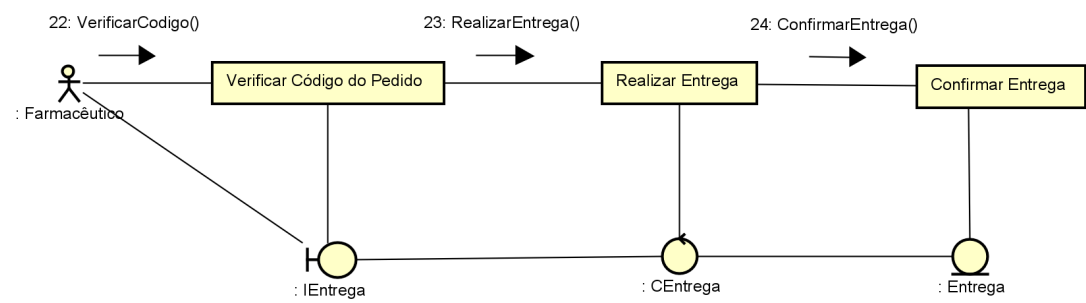 22: VerificarCodigo()
23: RealizarEntrega()
24: ConfirmarEntrega()
Verificar Código do Pedido
Realizar Entrega
Confirmar Entrega
: Farmacêutico
: IEntrega
: CEntrega
: Entrega